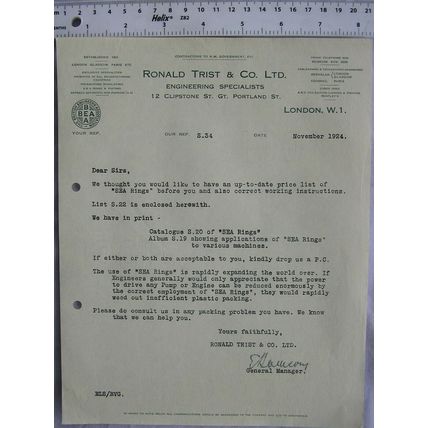 Helix
RONALD TRIST & CO. LTD.
ENGINEERING SPECIALISTS
12 CLIPSTONE ST. GT. PORTLAND ST.
LONDON, W.1.
YOUR REF.
OUR REF. S.34
DATE November 1924.
Dear Sirs,
We thought you would like to have an up-to-date price list of
"SEA Rings" before you and also correct working instructions.
List S.22 is enclosed herewith.
We have in print -
Catalogue S.20 of "SEA Rings"
Album S.19 showing applications of "SEA Rings"
to various machines.
If either or both are acceptable to you, kindly drop us a P.C.
The use of "SEA Rings" is rapidly expanding the world over. If
Engineers generally would only appreciate that the power
to drive any Pump or Engine can be reduced enormously by
the correct employment of "SEA Rings", they would rapidly
weed out inefficient plastic packing.
Please do consult us in any packing problem you have. We know
that we can help you.
Yours faithfully,
RONALD TRIST & CO. LTD.
General Manager.